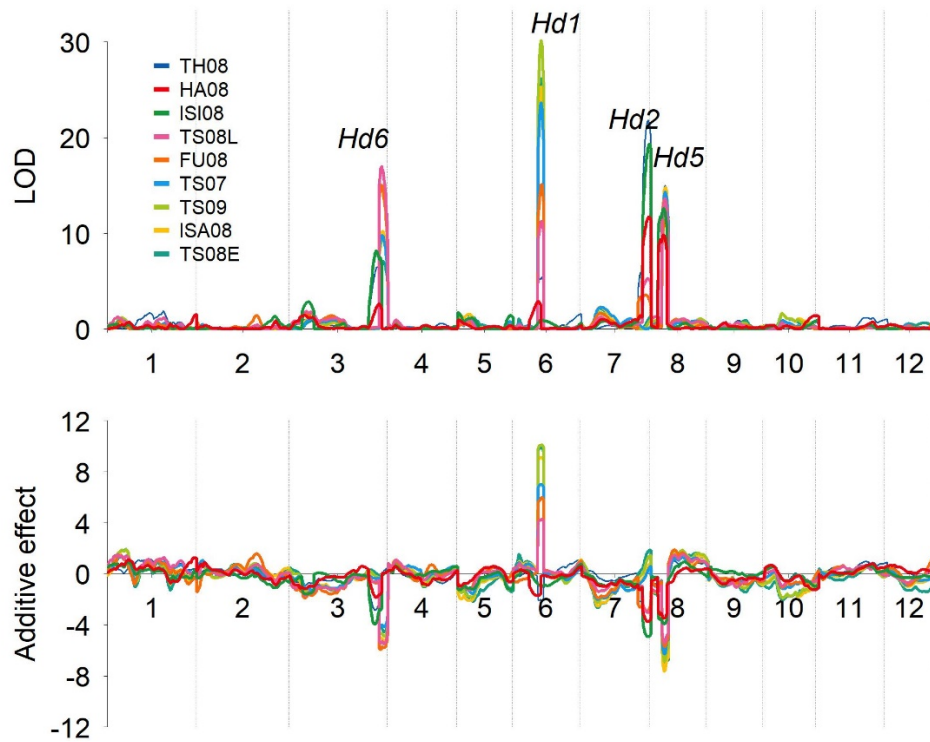 Hd1
30
TH08
HA08
ISI08
20
Hd2
TS08L
Hd6
Hd5
LOD
FU08
TS07
TS09
10
ISA08
TS08E
0
1 2 3 4 5 6 7 8 9 10 11 12
12
8
4
Additive effect
0
1 2 3 4 5 6 7 8 9 10 11 12
-4
-8
-12